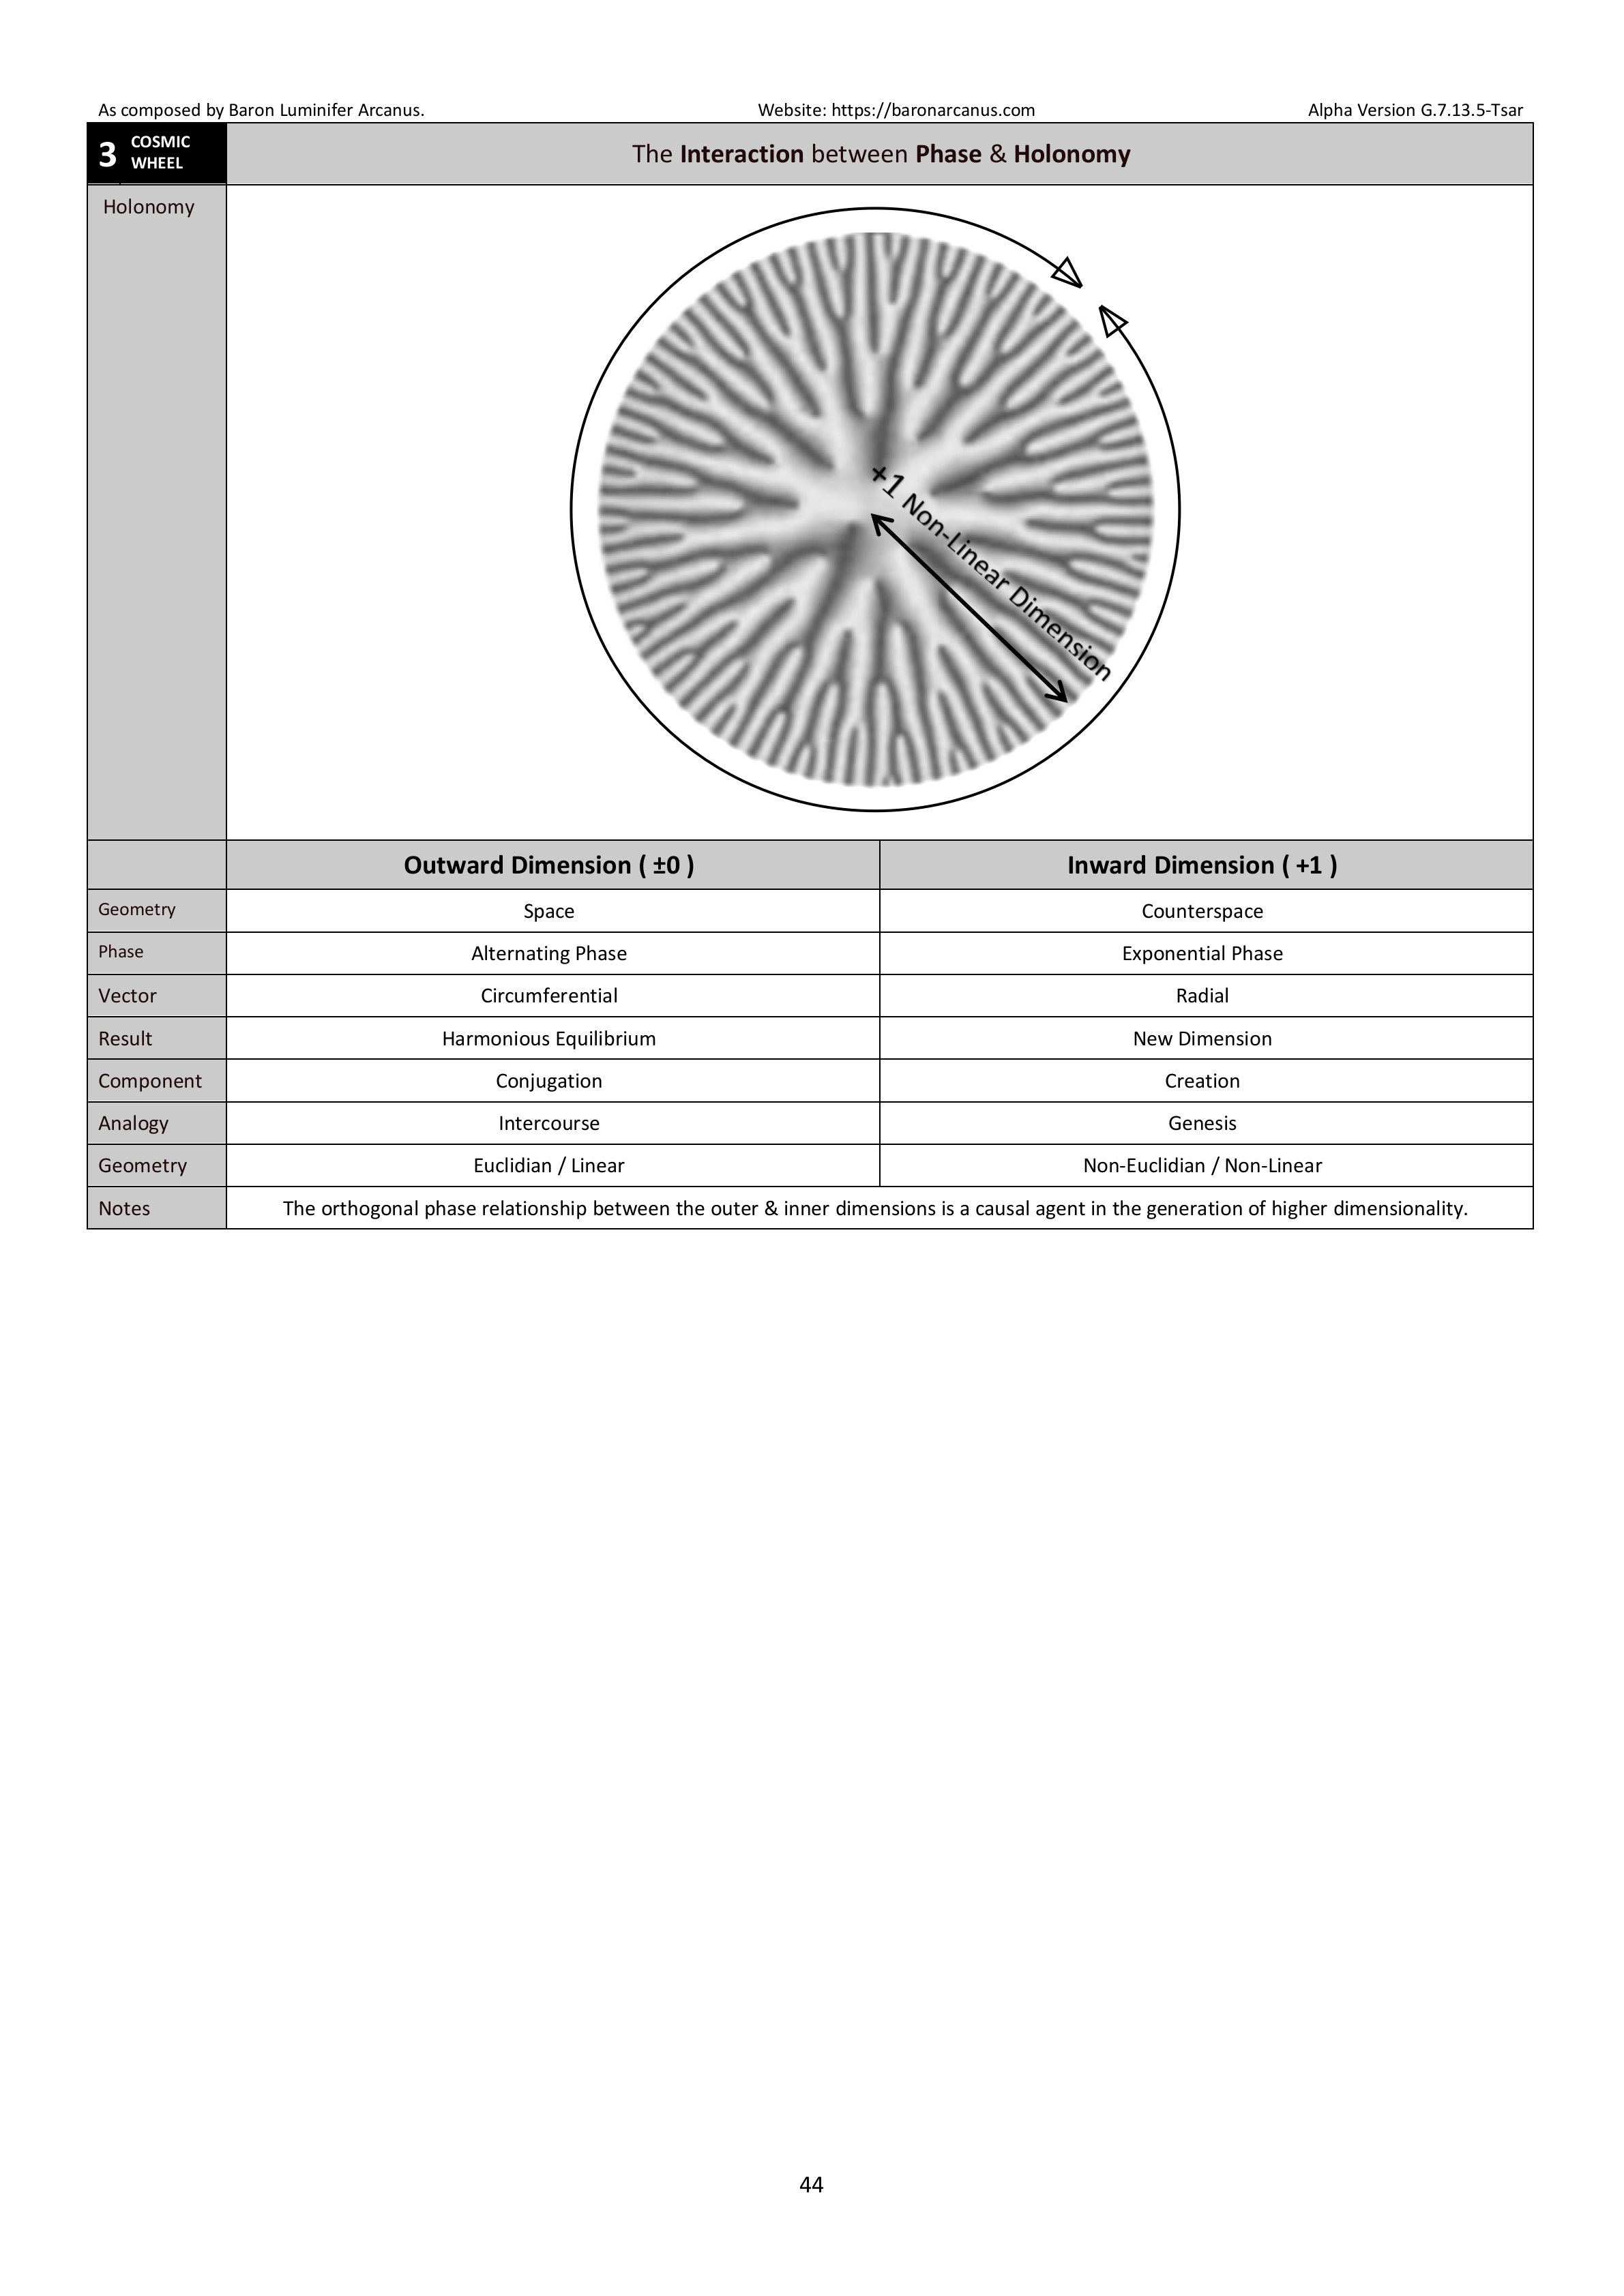 As composed by Baron Luminifer Arcanus. Website: https://baronarcanus.com Alpha Version G.7.13.5-Tsar
3 COSMIC WHEEL The Interaction between Phase & Holonomy
Holonomy
+1 Non-Linear Dimension
Outward Dimension ( ±0 ) Inward Dimension ( +1 )
Geometry Space Counterspace
Phase Alternating Phase Exponential Phase
Vector Circumferential Radial
Result Harmonious Equilibrium New Dimension
Component Conjugation Creation
Analogy Intercourse Genesis
Geometry Euclidian / Linear Non-Euclidian / Non-Linear
Notes The orthogonal phase relationship between the outer & inner dimensions is a causal agent in the generation of higher dimensionality.
44